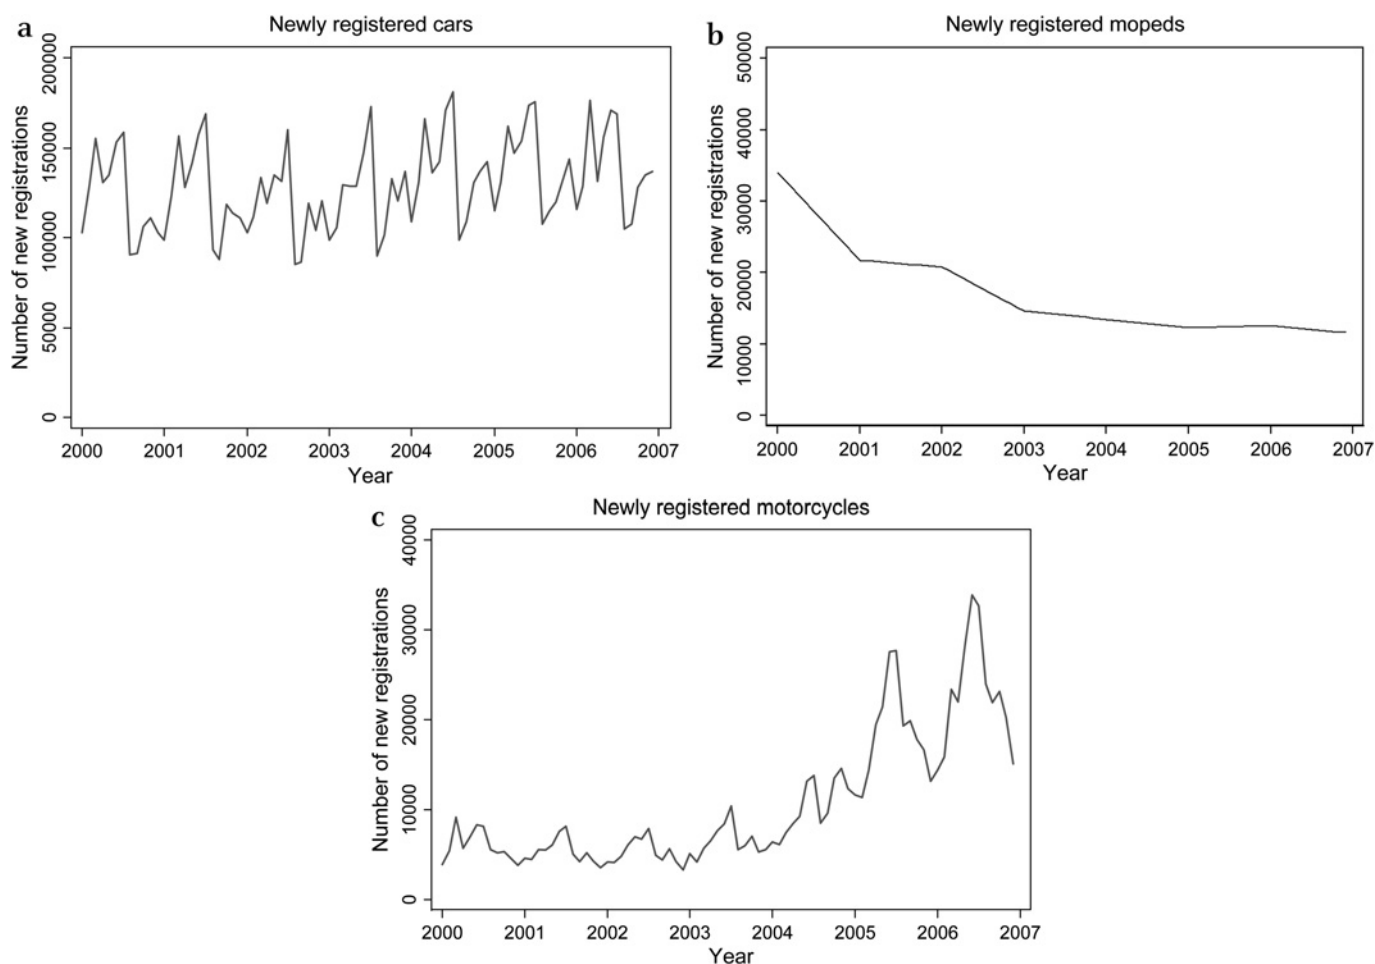 a
Newly registered cars
Number of new registrations
200000
150000
100000
50000
0
2000 2001 2002 2003 2004 2005 2006 2007
Year
b
Newly registered mopeds
Number of new registrations
50000
40000
30000
20000
10000
0
2000 2001 2002 2003 2004 2005 2006 2007
Year
c
Newly registered motorcycles
Number of new registrations
40000
30000
20000
10000
0
2000 2001 2002 2003 2004 2005 2006 2007
Year